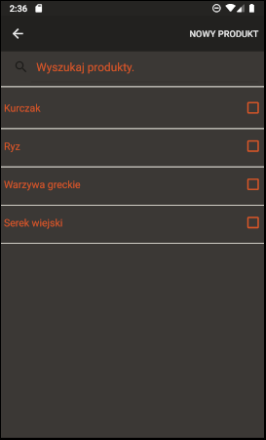 2:36
NOWY PRODUKT
Wyszukaj produkty.
Kurczak
Ryz
Warzywa greckie
Serek wiejski